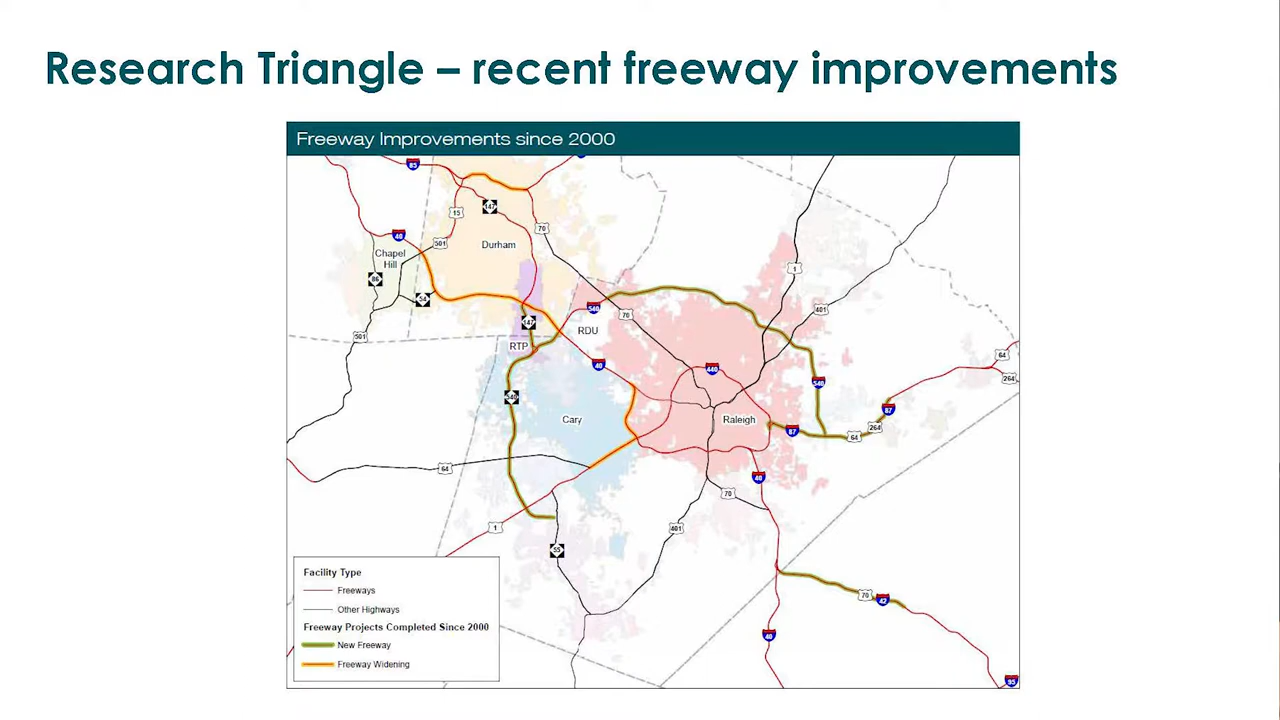 Research Triangle – recent freeway improvements
Freeway Improvements since 2000
85
147
15
70
40
501
Durham
Chapel
Hill
86
54
1
540
70
401
147
RDU
501
RTP
40
440
64
264
540
540
87
Cary
Raleigh
87
264
64
64
40
70
1
401
55
70
42
40
95
Facility Type
Freeways
Other Highways
Freeway Projects Completed Since 2000
New Freeway
Freeway Widening